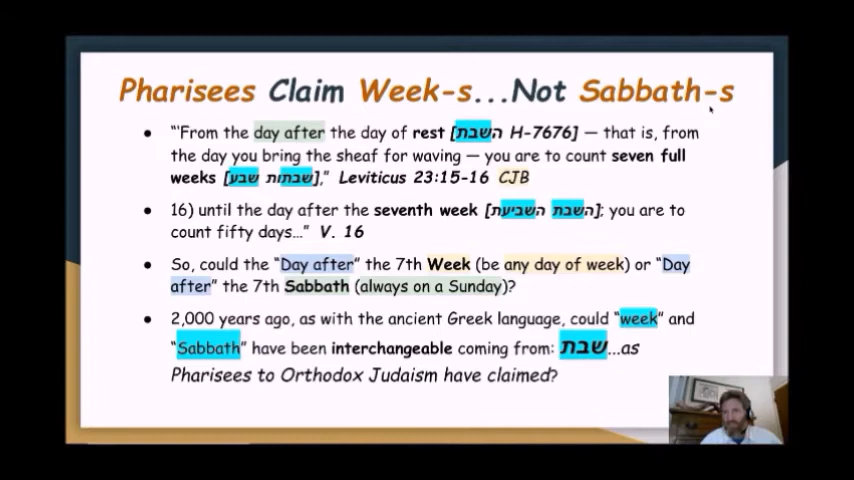 Pharisees Claim Week-s...Not Sabbath-s
● "'From the day after the day of rest [השבת H-7676] — that is, from
the day you bring the sheaf for waving — you are to count seven full
weeks [שבע שבתות]," Leviticus 23:15-16 CJB
● 16) until the day after the seventh week [השבת השביעת]; you are to
count fifty days..." V. 16
● So, could the "Day after" the 7th Week (be any day of week) or "Day
after" the 7th Sabbath (always on a Sunday)?
● 2,000 years ago, as with the ancient Greek language, could "week" and
"Sabbath" have been interchangeable coming from: שבת...as
Pharisees to Orthodox Judaism have claimed?